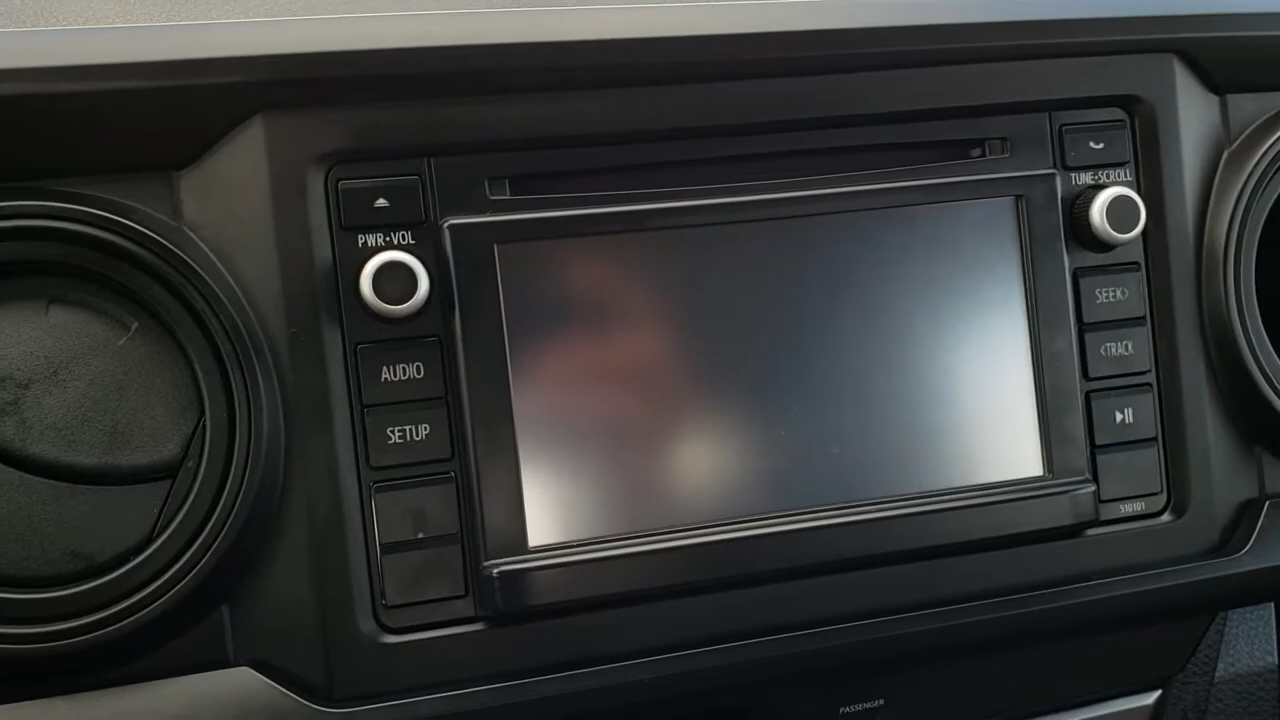 PWR•VOL
AUDIO
SETUP
TUNE•SCROLL
SEEK>
<TRACK
510101
PASSENGER